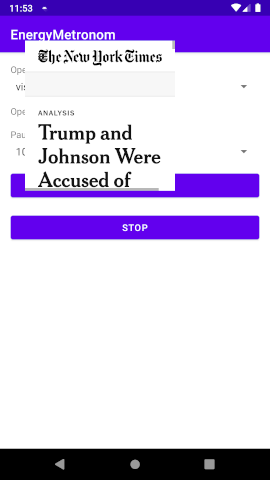 11:53
EnergyMetronom
The New York Times
Ope
vis
ANALYSIS
Ope
Trump and
Pau
Johnson Were
10
Accused of
STOP